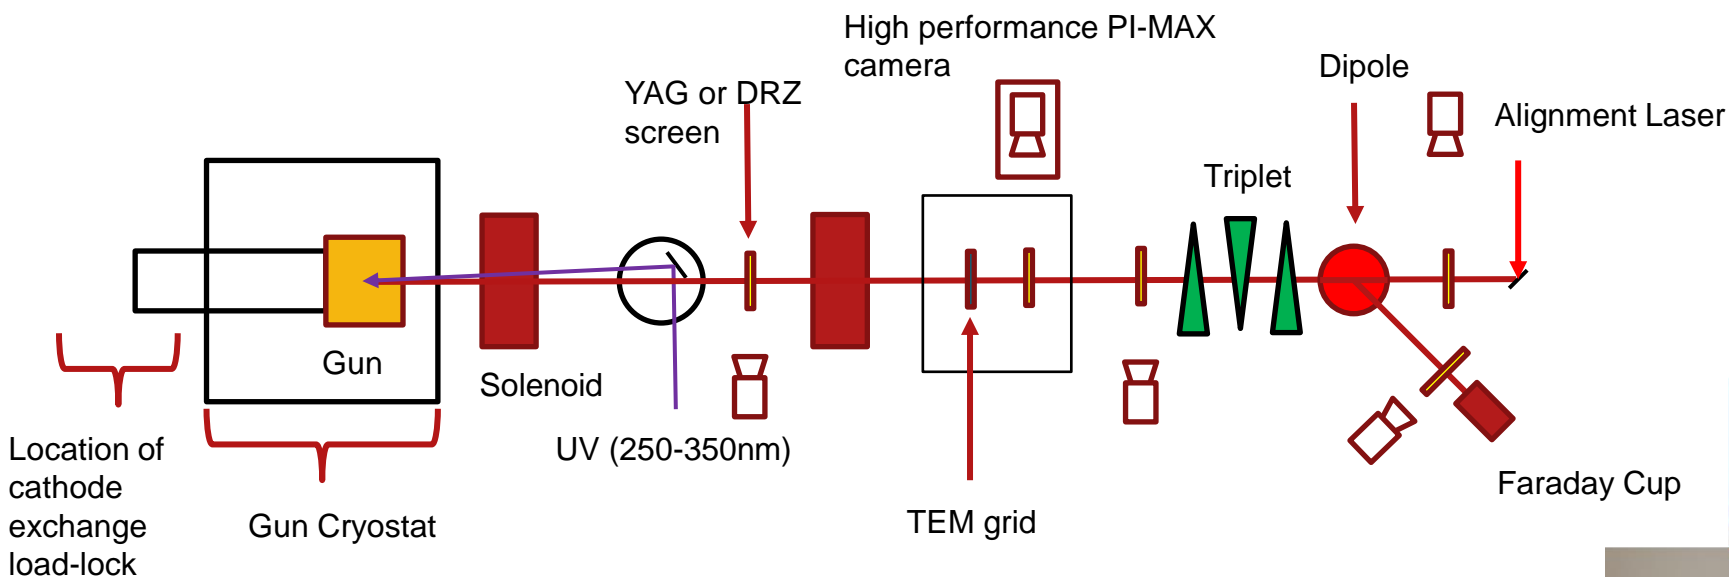 High performance PI-MAX
camera
Dipole
YAG or DRZ
screen
Alignment Laser
Triplet
Gun
Solenoid
UV (250-350nm)
Location of
cathode
exchange
load-lock
Gun Cryostat
TEM grid
Faraday Cup